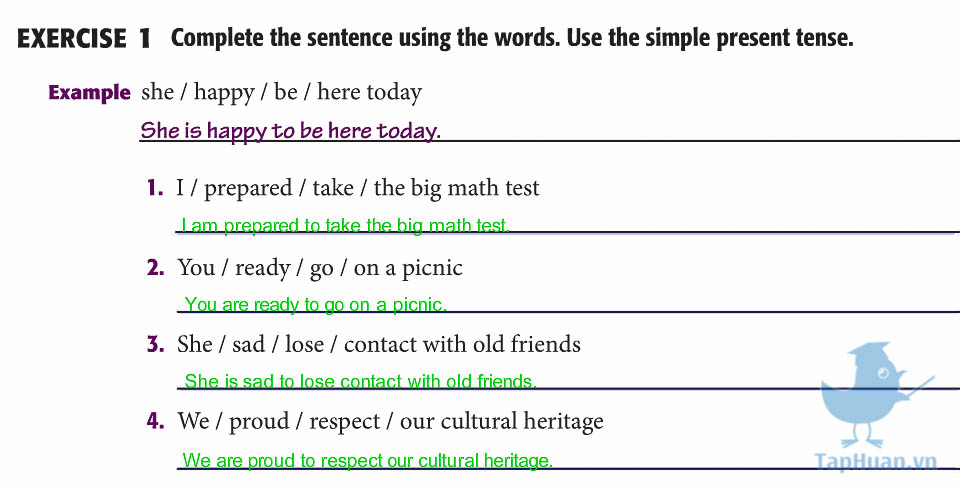 EXERCISE 1 Complete the sentence using the words. Use the simple present tense.
Example she / happy / be / here today
She is happy to be here today.
1. I / prepared / take / the big math test
I am prepared to take the big math test.
2. You / ready / go / on a picnic
You are ready to go on a picnic.
3. She / sad / lose / contact with old friends
She is sad to lose contact with old friends.
4. We / proud / respect / our cultural heritage
We are proud to respect our cultural heritage.
TapHuan.vn